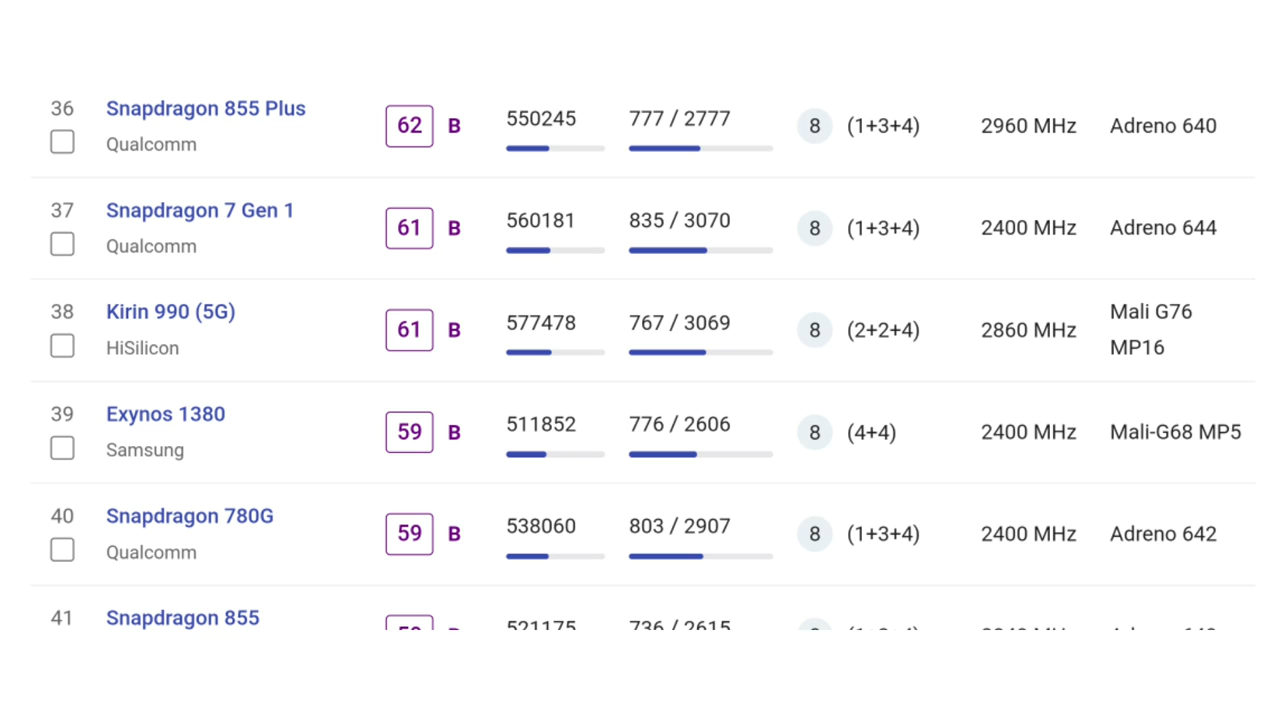 36 Snapdragon 855 Plus Qualcomm 62 B 550245 777 / 2777 8 (1+3+4) 2960 MHz Adreno 640
37 Snapdragon 7 Gen 1 Qualcomm 61 B 560181 835 / 3070 8 (1+3+4) 2400 MHz Adreno 644
38 Kirin 990 (5G) HiSilicon 61 B 577478 767 / 3069 8 (2+2+4) 2860 MHz Mali G76 MP16
39 Exynos 1380 Samsung 59 B 511852 776 / 2606 8 (4+4) 2400 MHz Mali-G68 MP5
40 Snapdragon 780G Qualcomm 59 B 538060 803 / 2907 8 (1+3+4) 2400 MHz Adreno 642
41 Snapdragon 855 521175 736 / 2615